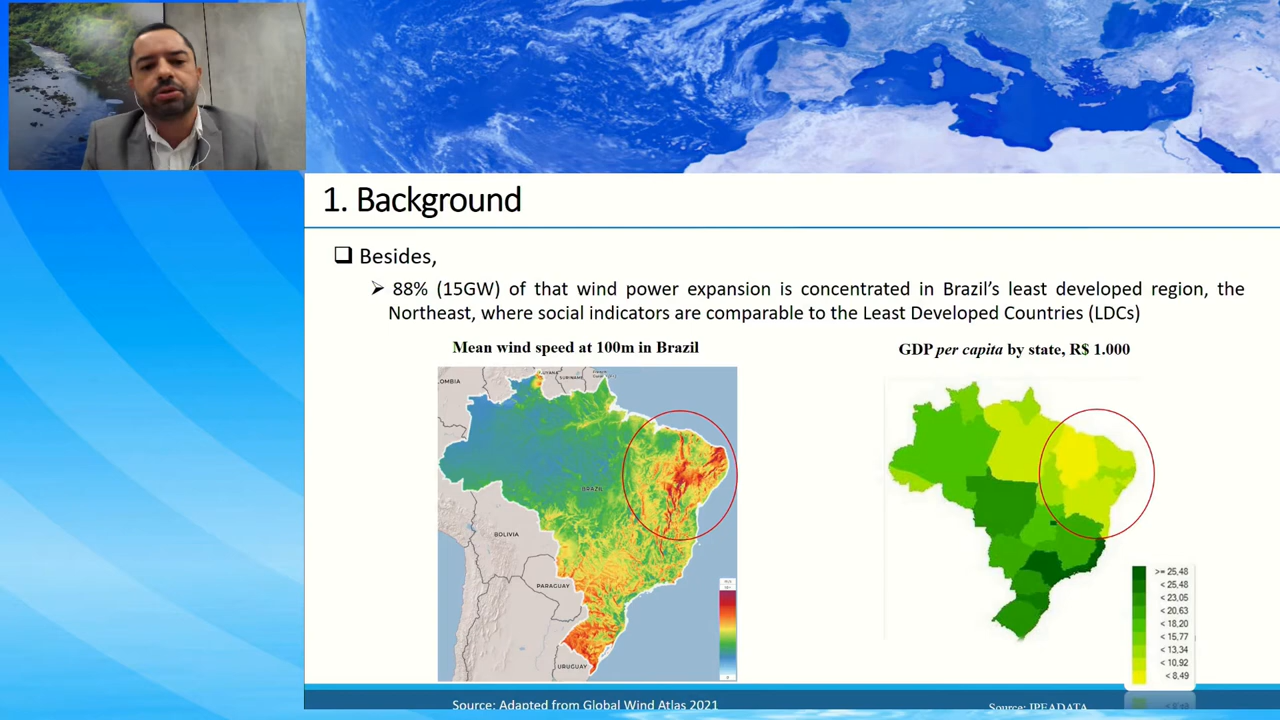 1. Background
Besides,
88% (15GW) of that wind power expansion is concentrated in Brazil's least developed region, the
Northeast, where social indicators are comparable to the Least Developed Countries (LDCs)
Mean wind speed at 100m in Brazil
GDP per capita by state, R$ 1.000
LOMBIA
GUYANA
SURINAME
BRAZIL
BOLIVIA
PARAGUAY
URUGUAY
>= 25,48
< 25,48
< 23,05
< 20,63
< 18,20
< 15,77
< 13,34
< 10,92
< 8,49
Source: Adapted from Global Wind Atlas 2021
Source: IPEADATA